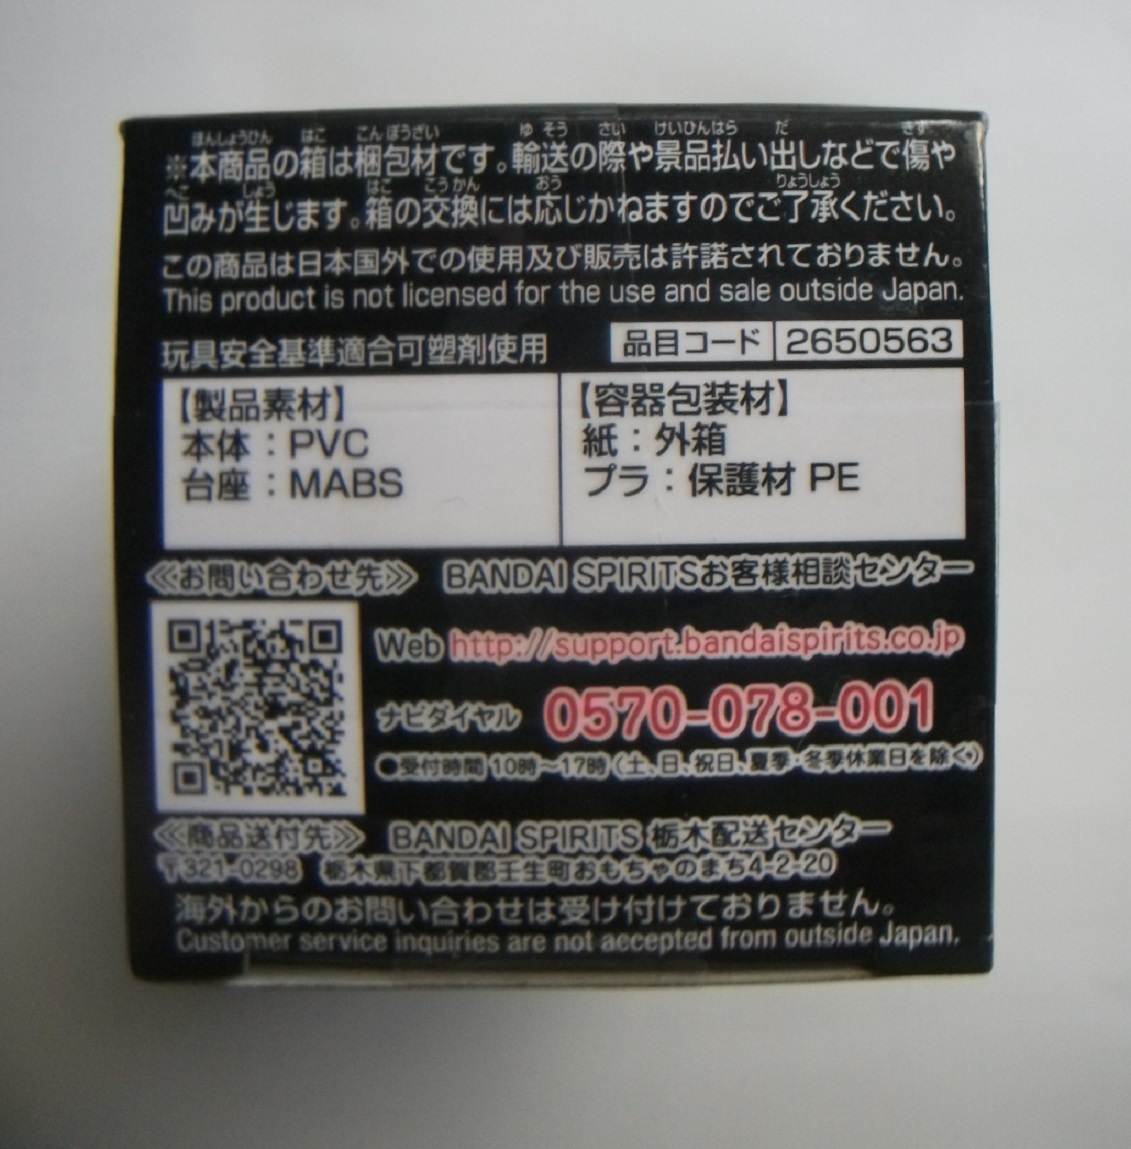 ほんしょうひん はこ こんぽうざい ゆ そう さい けいひんはら だ きず
※本商品の箱は梱包材です。輸送の際や景品払い出しなどで傷や
へこ しょう はこ こうかん おう りょうしょう
凹みが生じます。箱の交換には応じかねますのでご了承ください。
この商品は日本国外での使用及び販売は許諾されておりません。
This product is not licensed for the use and sale outside Japan.
玩具安全基準適合可塑剤使用 品目コード 2650563
【製品素材】
本体：PVC
台座：MABS
【容器包装材】
紙：外箱
プラ：保護材 PE
≪お問い合わせ先≫ BANDAI SPIRITSお客様相談センター
Web http://support.bandaispirits.co.jp
ナビダイヤル 0570-078-001
●受付時間 10時～17時（土、日、祝日、夏季・冬季休業日を除く）
≪商品送付先≫ BANDAI SPIRITS 栃木配送センター
〒321-0298 栃木県下都賀郡壬生町おもちゃのまち4-2-20
海外からのお問い合わせは受け付けておりません。
Customer service inquiries are not accepted from outside Japan.